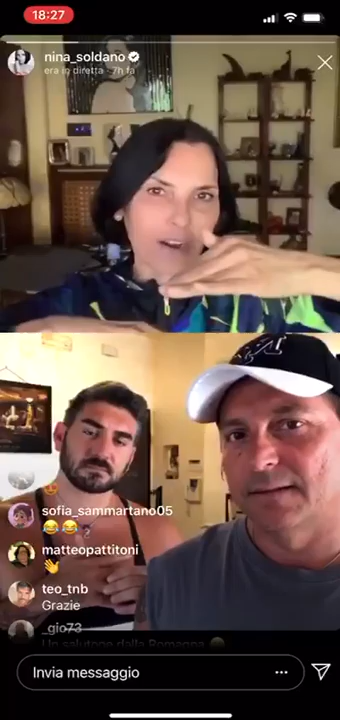 18:27
nina_soldano
era in diretta · 7h fa
sofia_sammartano05
😂😂
matteopattitoni
👋
teo_tnb
Grazie
_gio73
Un salutone dalla Romagna
Invia messaggio